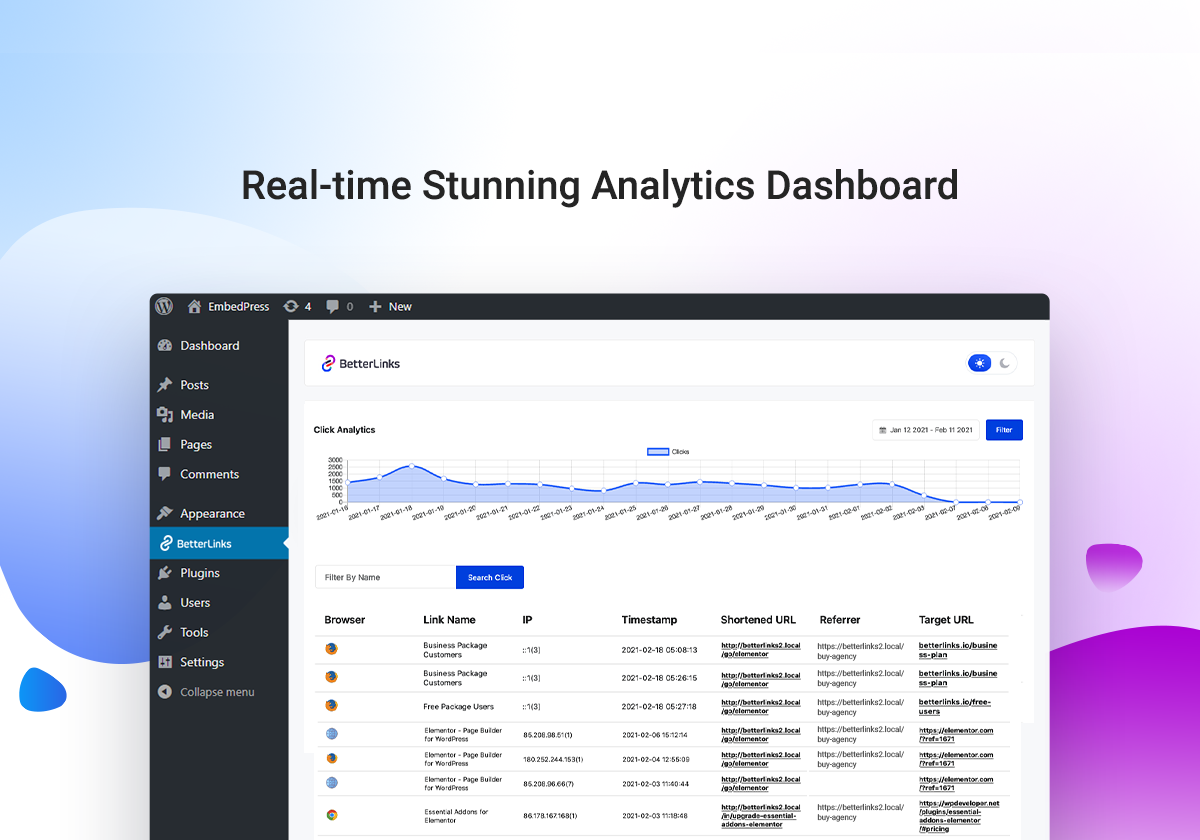 Real-time Stunning Analytics Dashboard
EmbedPress 4 0 New
Dashboard
Posts
Media
Pages
Comments
Appearance
BetterLinks
Plugins
Users
Tools
Settings
Collapse menu
BetterLinks
Click Analytics
Jan 12 2021 - Feb 11 2021
Filter
Clicks
3000
2500
2000
1500
1000
500
0
2021-01-16 2021-01-17 2021-01-18 2021-01-19 2021-01-20 2021-01-21 2021-01-22 2021-01-23 2021-01-24 2021-01-25 2021-01-26 2021-01-27 2021-01-28 2021-01-29 2021-01-30 2021-01-31 2021-02-01 2021-02-02 2021-02-03 2021-02-07 2021-02-08 2021-02-09
Filter By Name
Search Click
Browser Link Name IP Timestamp Shortened URL Referrer Target URL
Business Package
Customers
::1(3)
2021-02-18 05:08:13
http://betterlinks2.local
/go/elementor
https://betterlinks2.local/
buy-agency
betterlinks.io/busine
ss-plan
Business Package
Customers
::1(3)
2021-02-18 05:26:15
http://betterlinks2.local
/go/elementor
https://betterlinks2.local/
buy-agency
betterlinks.io/busine
ss-plan
Free Package Users
::1(3)
2021-02-18 05:27:18
http://betterlinks2.local
/go/elementor
https://betterlinks2.local/
buy-agency
betterlinks.io/free-
users
Elementor - Page Builder
for WordPress
85.208.98.51(1)
2021-02-06 15:12:14
http://betterlinks2.local
/go/elementor
https://betterlinks2.local/
buy-agency
https://elementor.com
/?ref=1671
Elementor - Page Builder
for WordPress
180.252.244.153(1)
2021-02-04 12:55:09
http://betterlinks2.local
/go/elementor
https://betterlinks2.local/
buy-agency
https://elementor.com
/?ref=1671
Elementor - Page Builder
for WordPress
85.208.96.66(7)
2021-02-03 11:40:44
http://betterlinks2.local
/go/elementor
https://betterlinks2.local/
buy-agency
https://elementor.com
/?ref=1671
Essential Addons for
Elementor
86.178.167.168(1)
2021-02-03 11:18:48
http://betterlinks2.local
/in/upgrade-essential-
addons-elementor
https://betterlinks2.local/
buy-agency
https://wpdeveloper.net
/plugins/essential-
addons-elementor
/#pricing